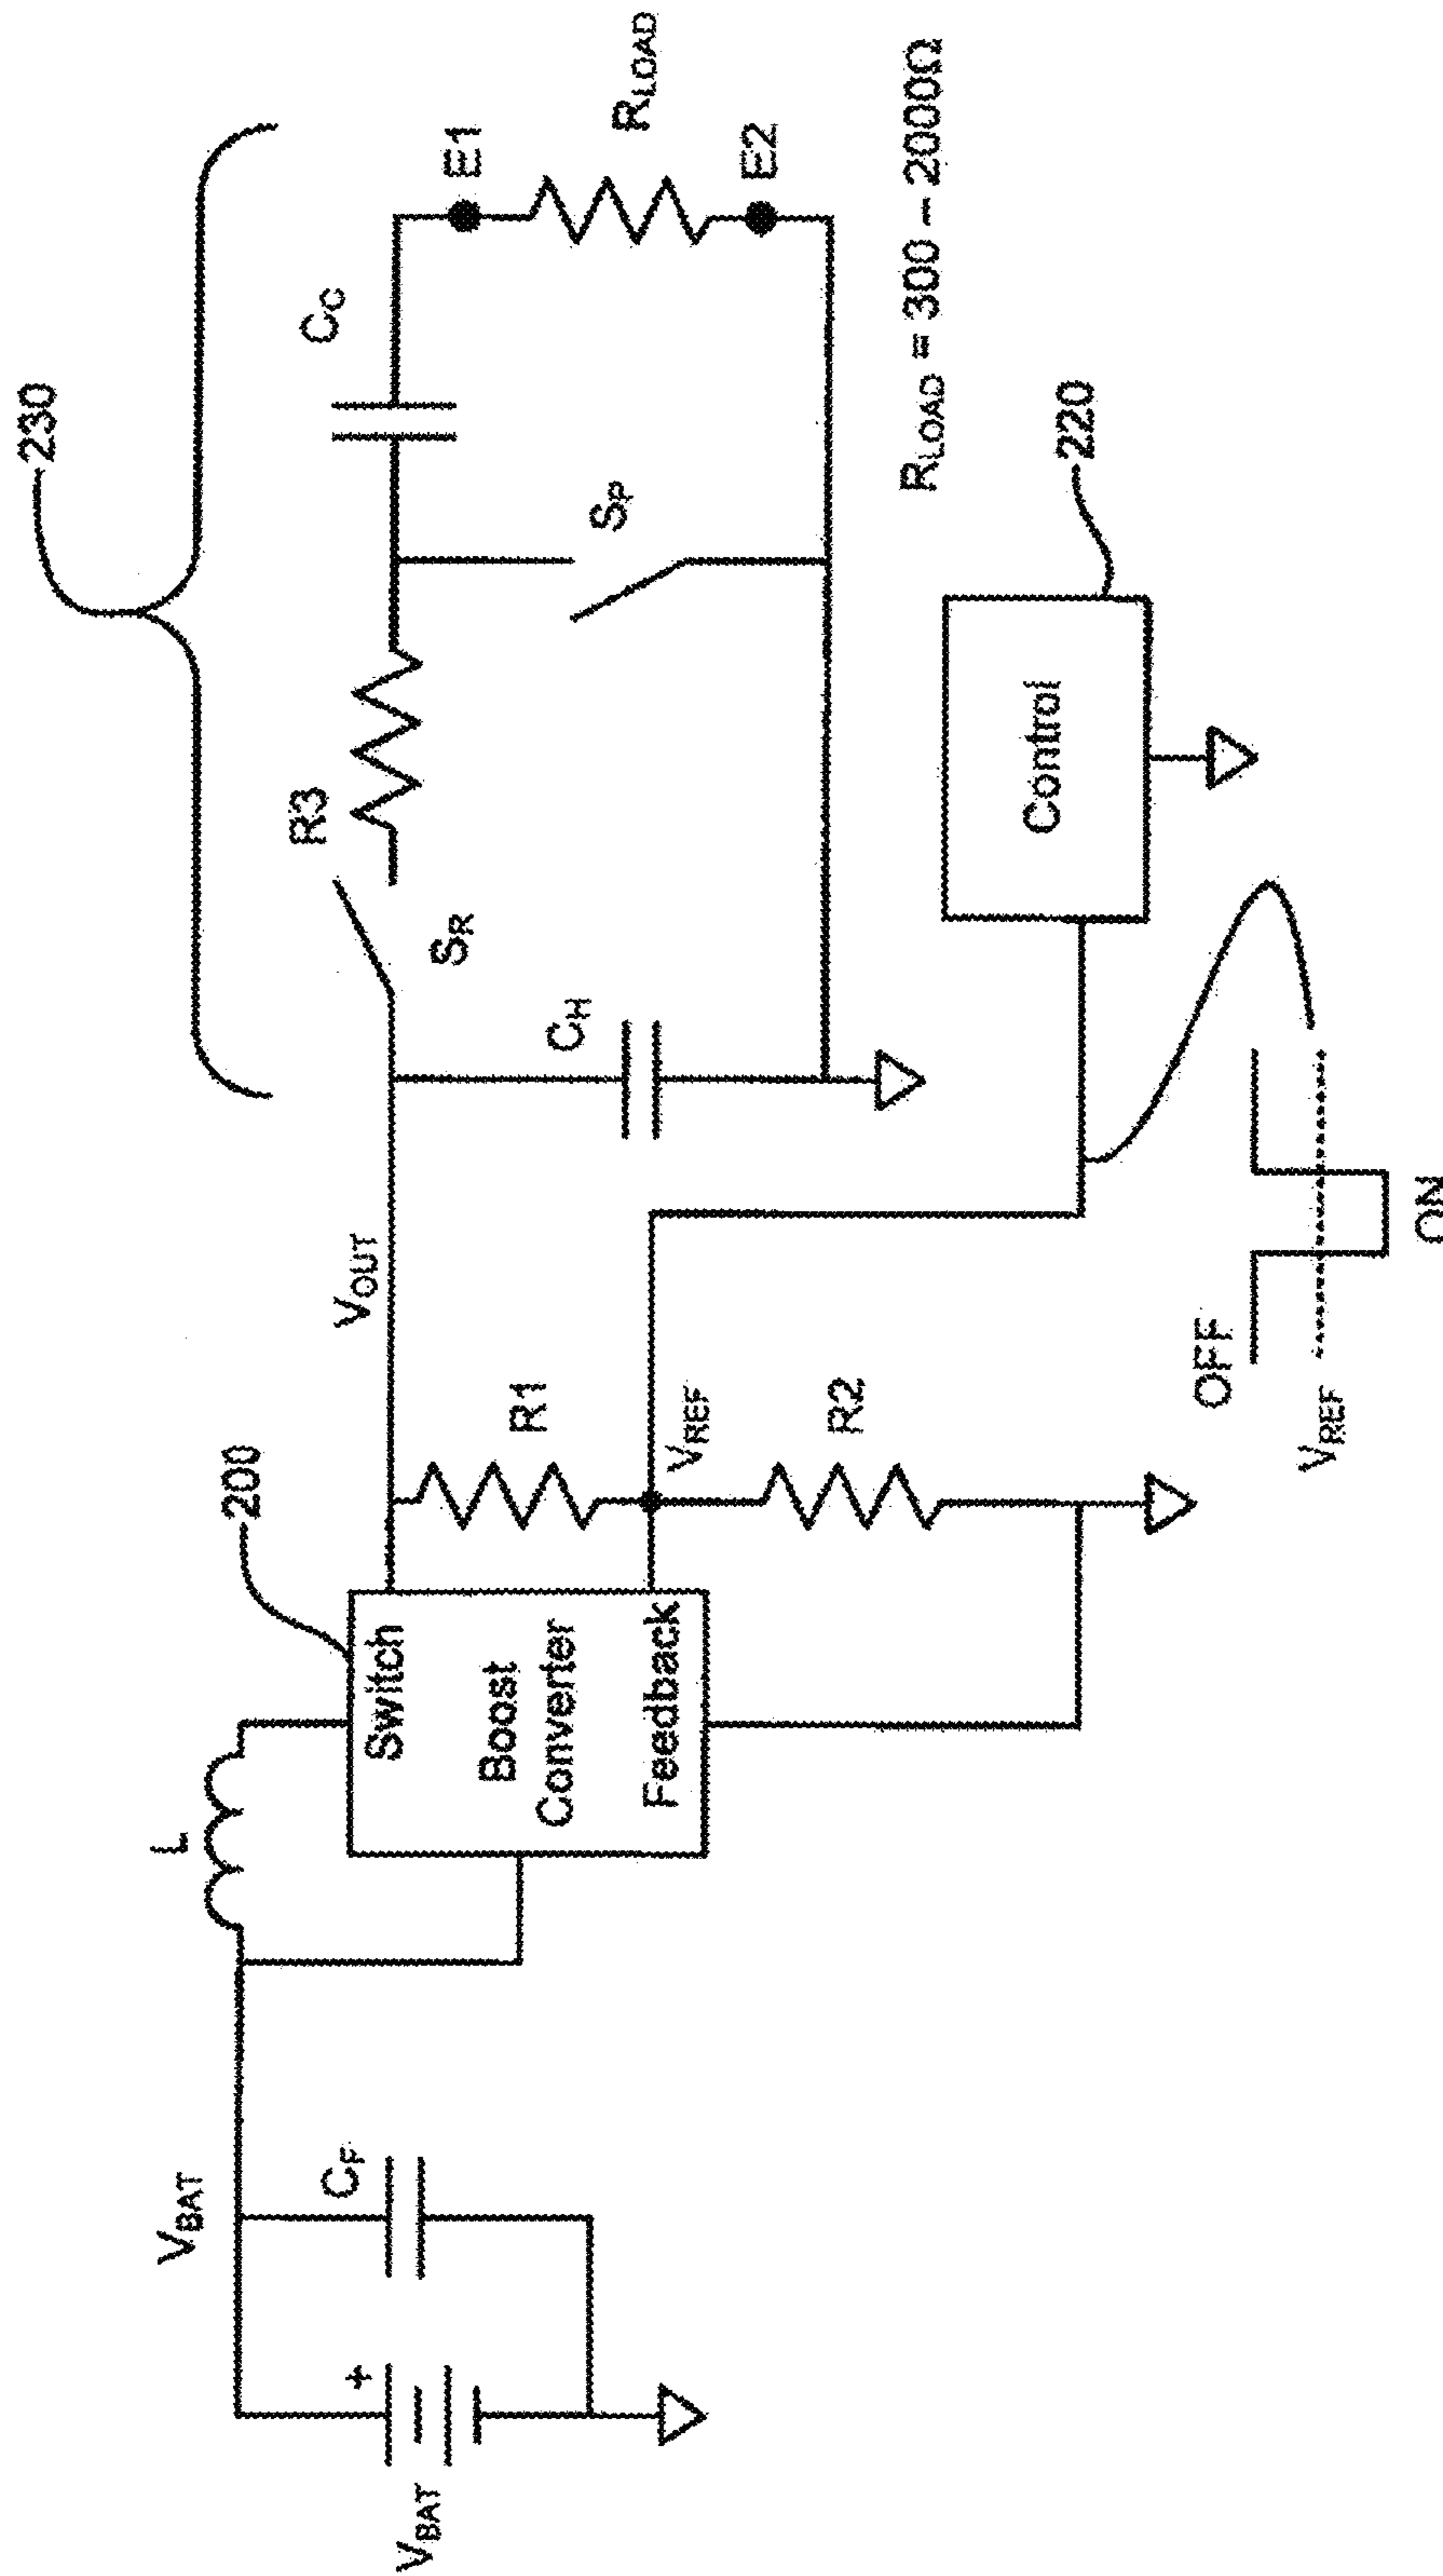 230
200
V_BAT
V_BAT
+
C_F
L
Switch
Boost
Converter
Feedback
V_OUT
R1
V_REF
R2
C_H
S_R
R3
S_P
C_C
E1
R_LOAD
E2
R_LOAD = 300 – 2000Ω
Control
220
OFF
V_REF
ON